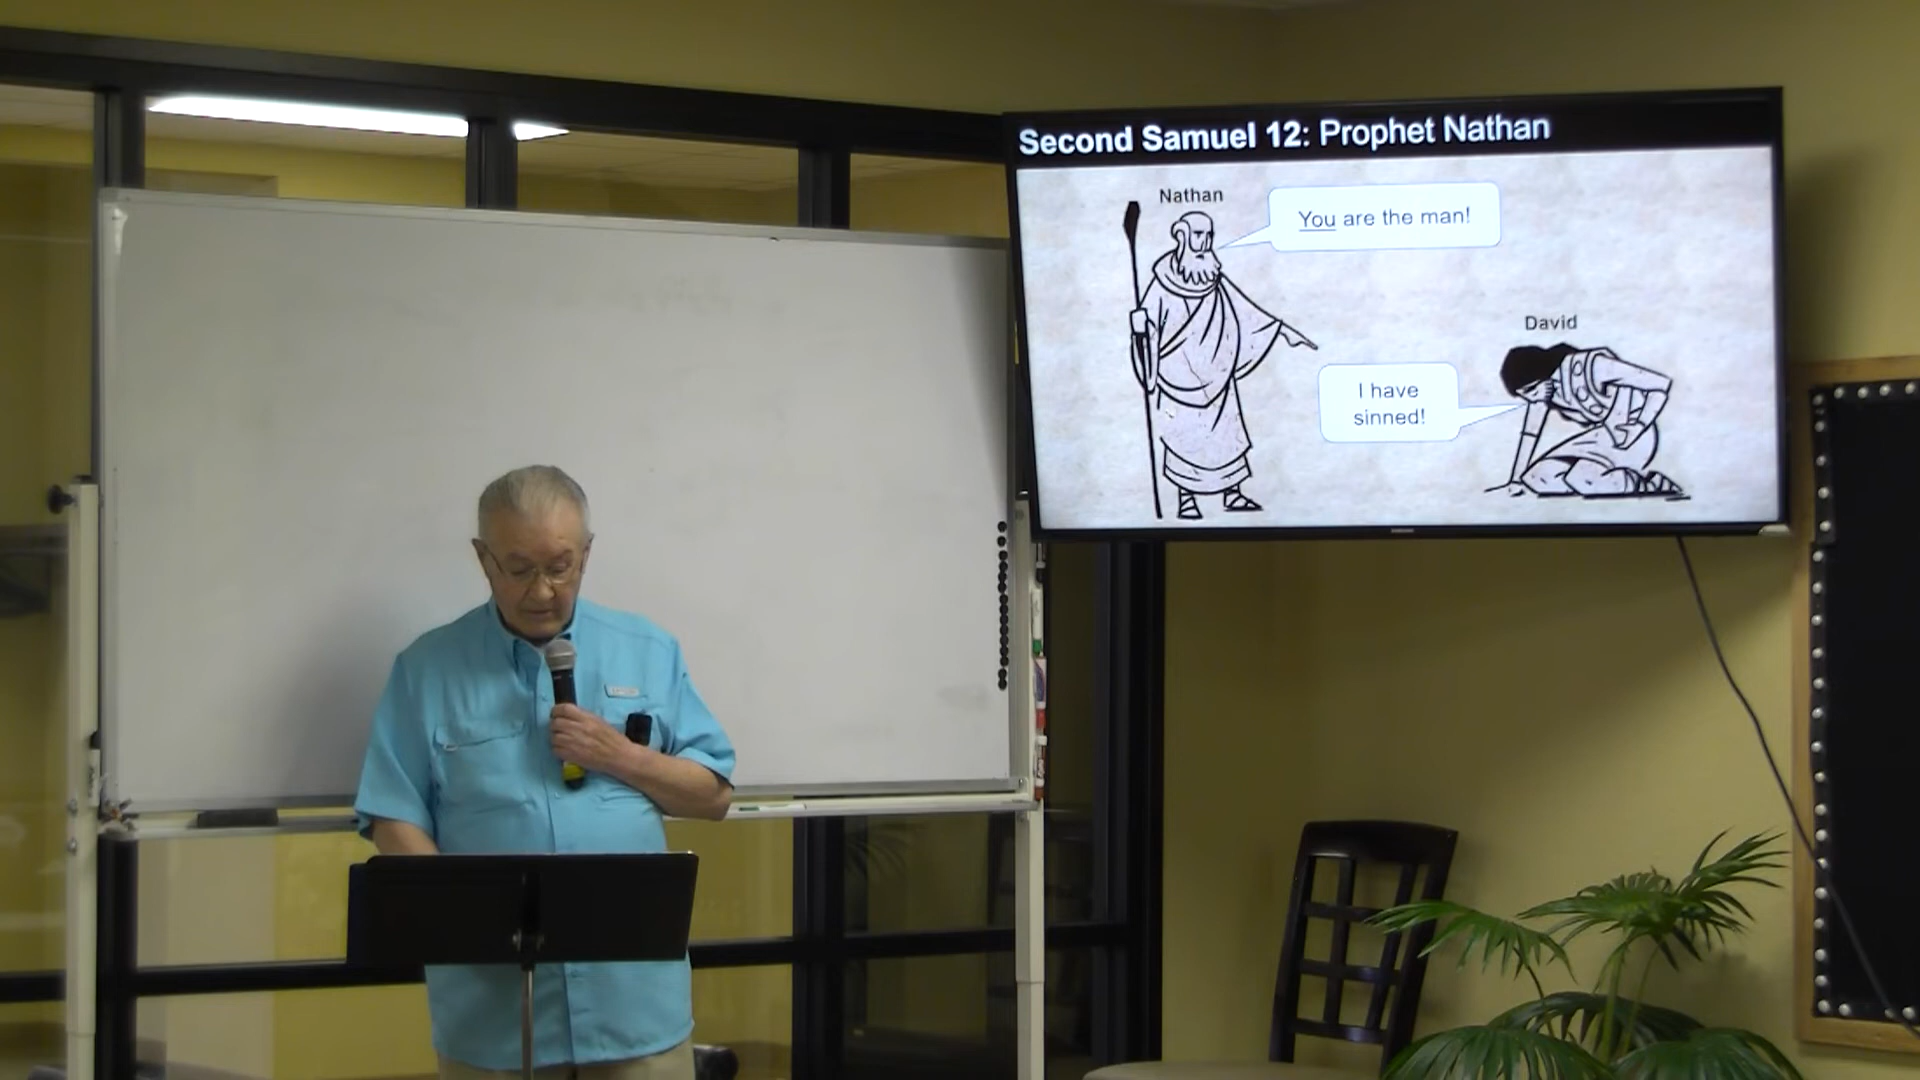 Second Samuel 12: Prophet Nathan
Nathan
You are the man!
David
I have
sinned!